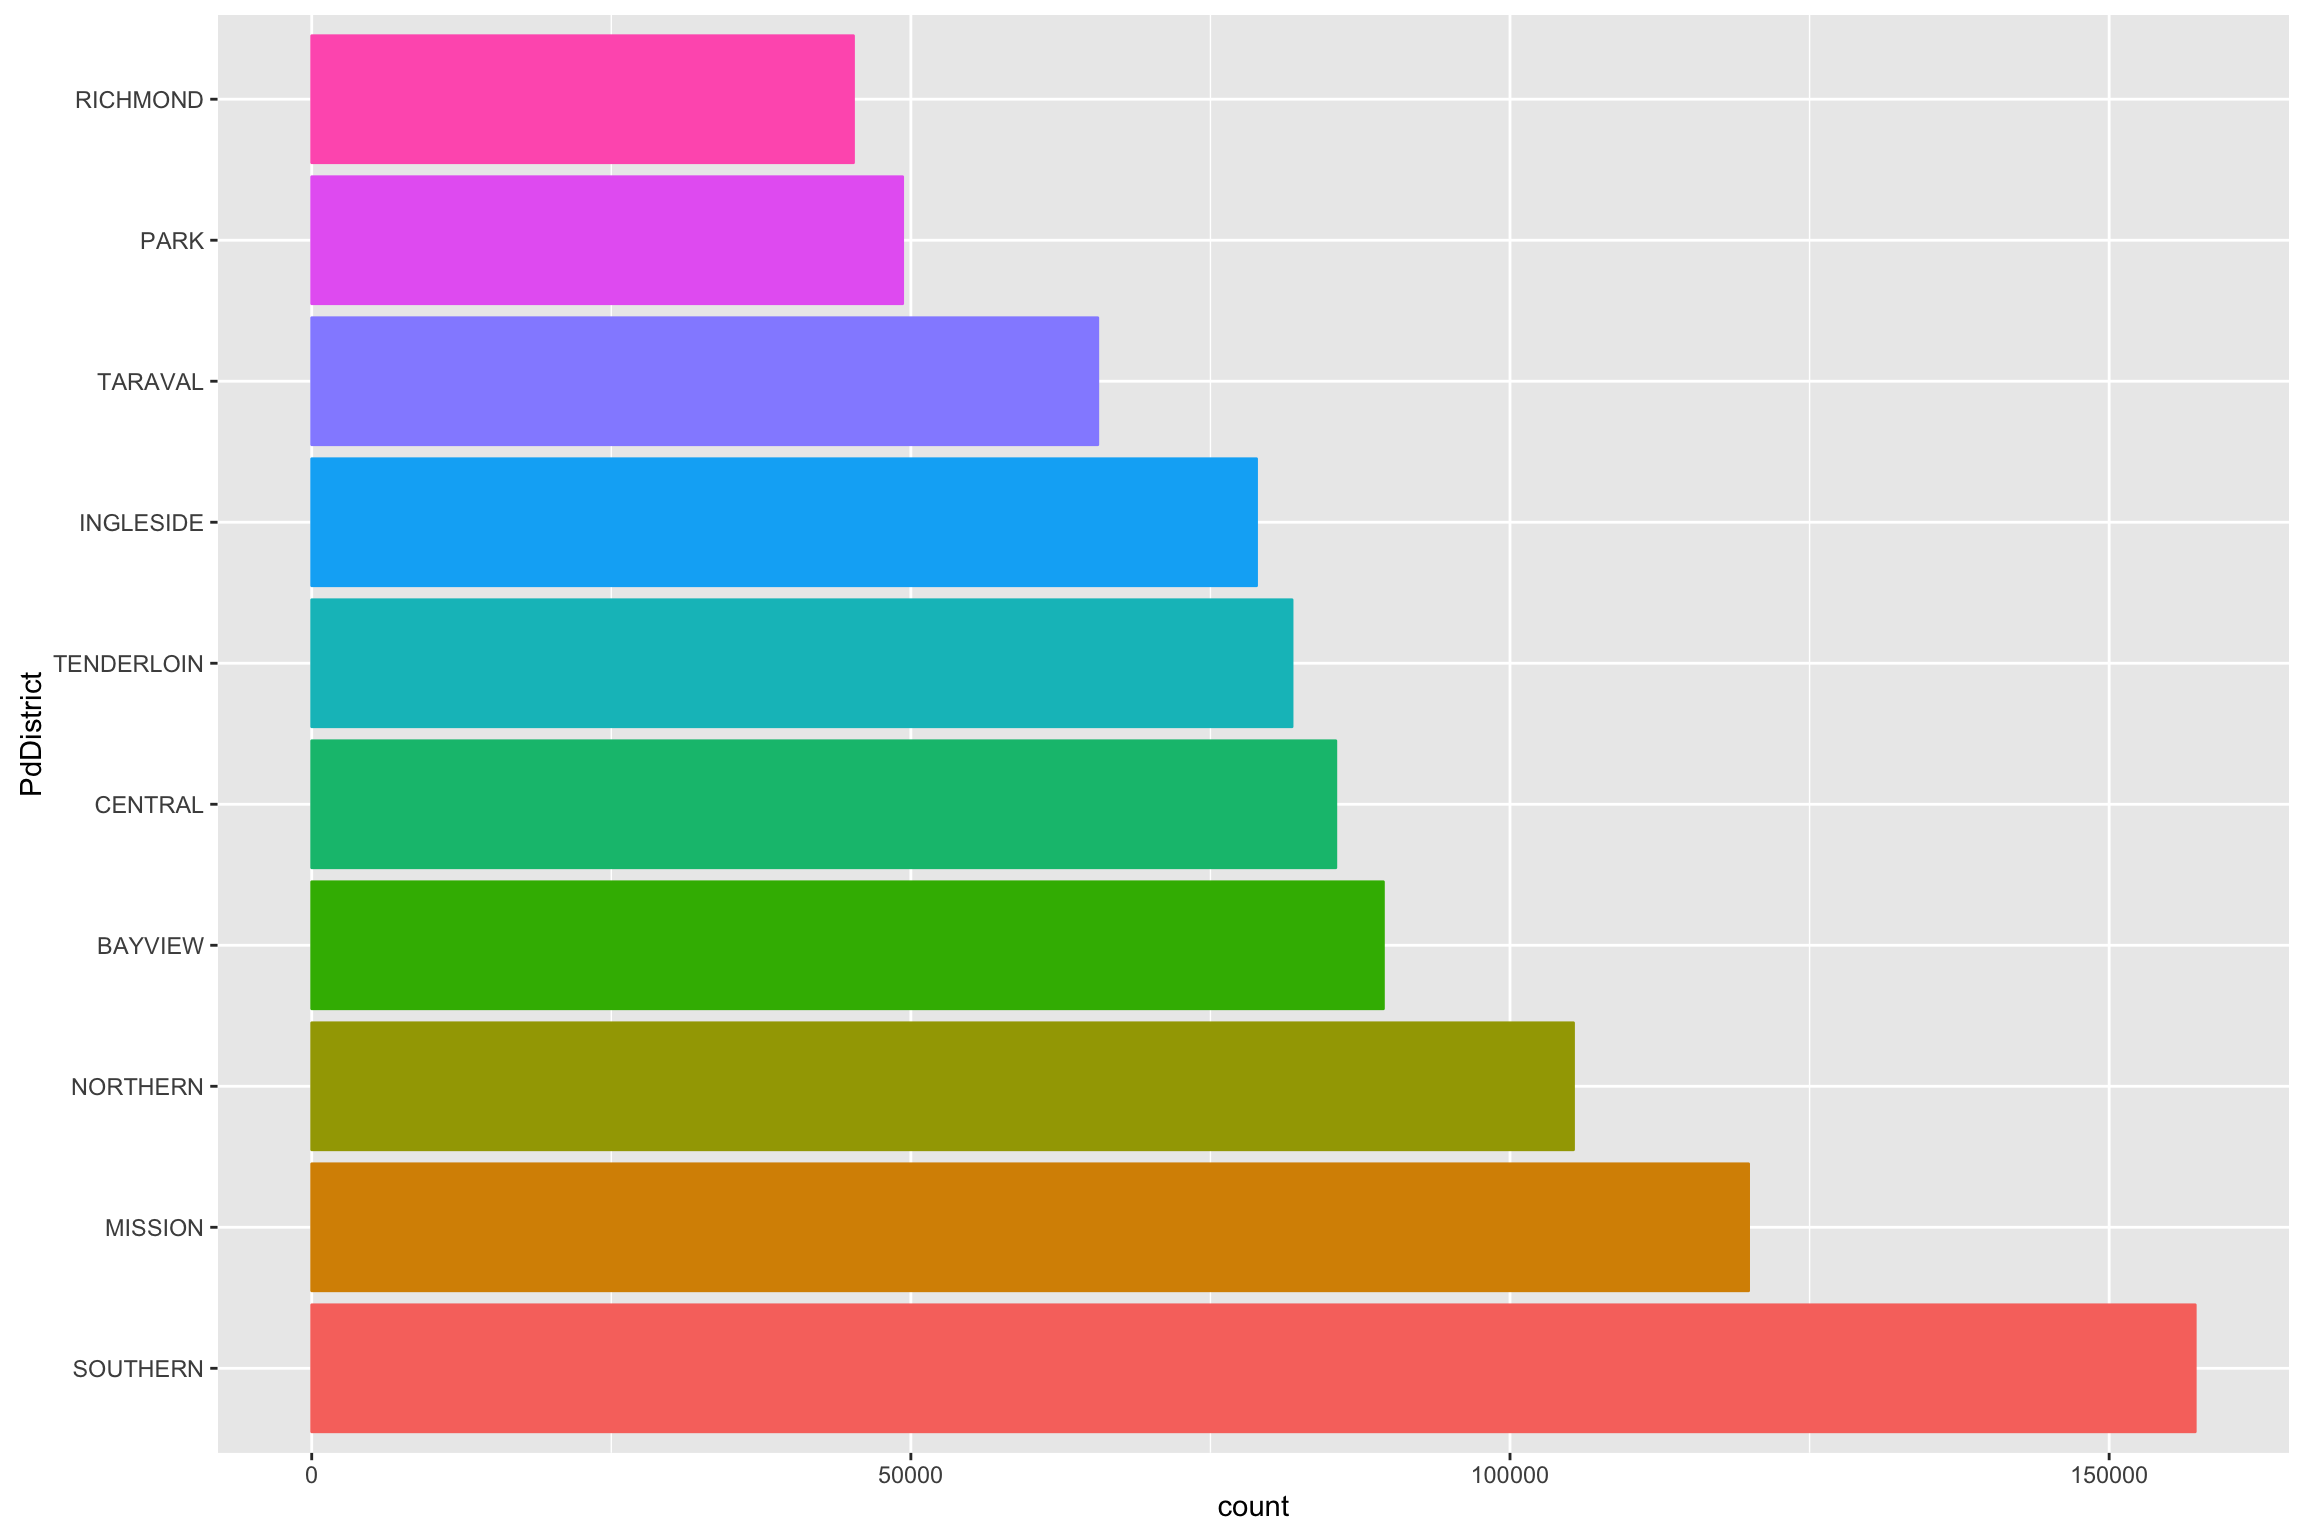 RICHMOND
PARK
TARAVAL
INGLESIDE
TENDERLOIN
CENTRAL
BAYVIEW
NORTHERN
MISSION
SOUTHERN
PdDistrict
0 50000 100000 150000
count